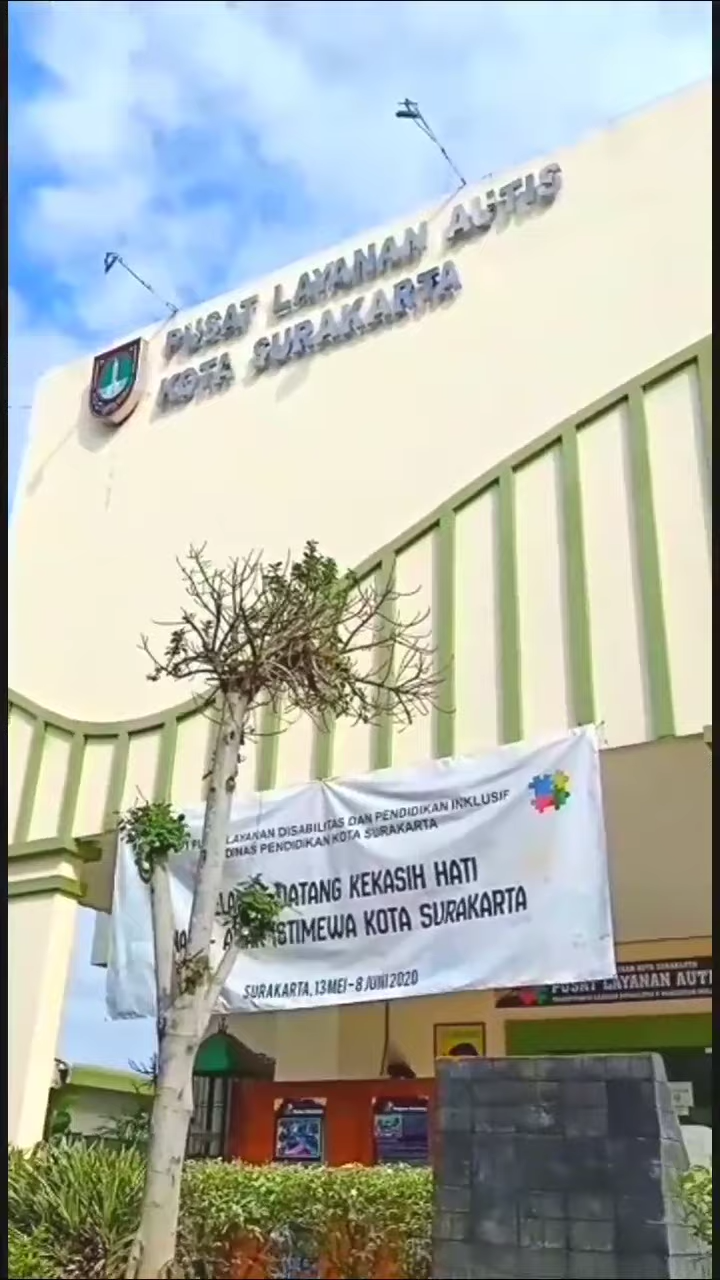 PUSAT LAYANAN AUTIS
KOTA SURAKARTA
LAYANAN DISABILITAS DAN PENDIDIKAN INKLUSIF
DINAS PENDIDIKAN KOTA SURAKARTA
DATANG KEKASIH HATI
ISTIMEWA KOTA SURAKARTA
SURAKARTA, 13 MEI - 8 JUNI 2020
PUSAT LAYANAN AUTI